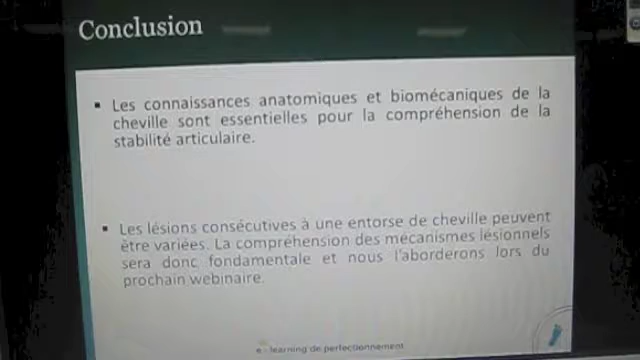 Conclusion
▪ Les connaissances anatomiques et biomécaniques de la
cheville sont essentielles pour la compréhension de la
stabilité articulaire.
▪ Les lésions consécutives à une entorse de cheville peuvent
être variées. La compréhension des mécanismes lésionnels
sera donc fondamentale et nous l'aborderons lors du
prochain webinaire.
e - learning de perfectionnement